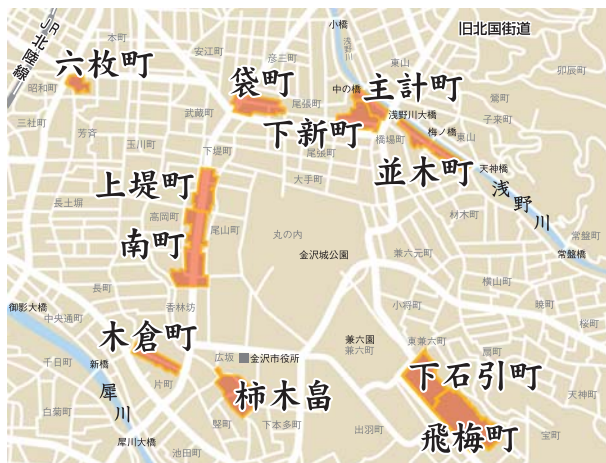 小橋
旧北国街道
JR北陸線
本町
安江町
彦三町
浅野川
東山
卯辰町
六枚町
昭和町
袋町
尾張町
中の橋
主計町
鶯町
三社町
芳斉
武蔵町
下新町
浅野川大橋
梅ノ橋
東山
子来町
玉川町
下堤町
尾張町
橋場町
並木町
天神橋
上堤町
大手町
浅野川
長土塀
高岡町
材木町
南町
尾山町
丸の内
常盤町
金沢城公園
兼六元町
常盤橋
長町
横山町
御影大橋
香林坊
小将町
暁町
中央通町
桜町
木倉町
兼六園
東兼六町
扇町
千日町
新橋
広坂
金沢市役所
兼六町
下石引町
片町
柿木畠
天神町
白菊町
犀川
竪町
下本多町
出羽町
飛梅町
宝町
犀川大橋
池田町